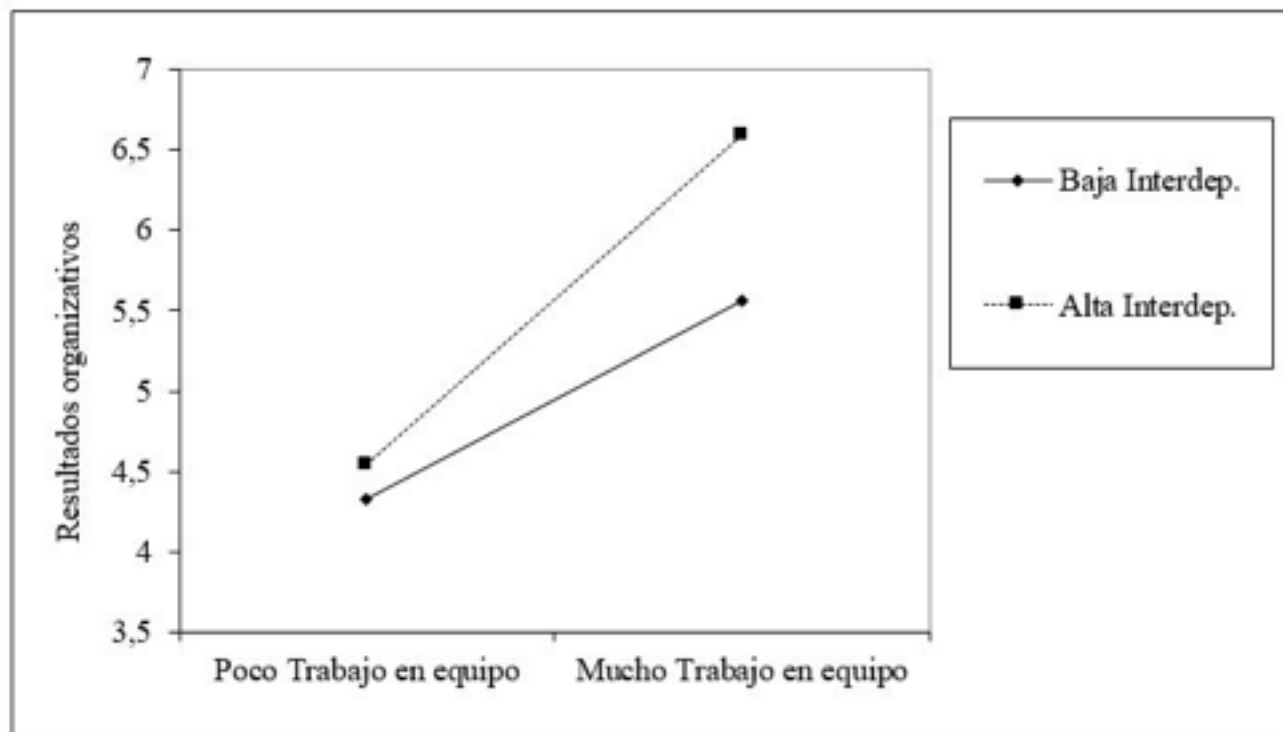 7
6,5
6
5,5
5
4,5
4
3,5
Resultados organizativos
Poco Trabajo en equipo
Mucho Trabajo en equipo
Baja Interdep.
Alta Interdep.